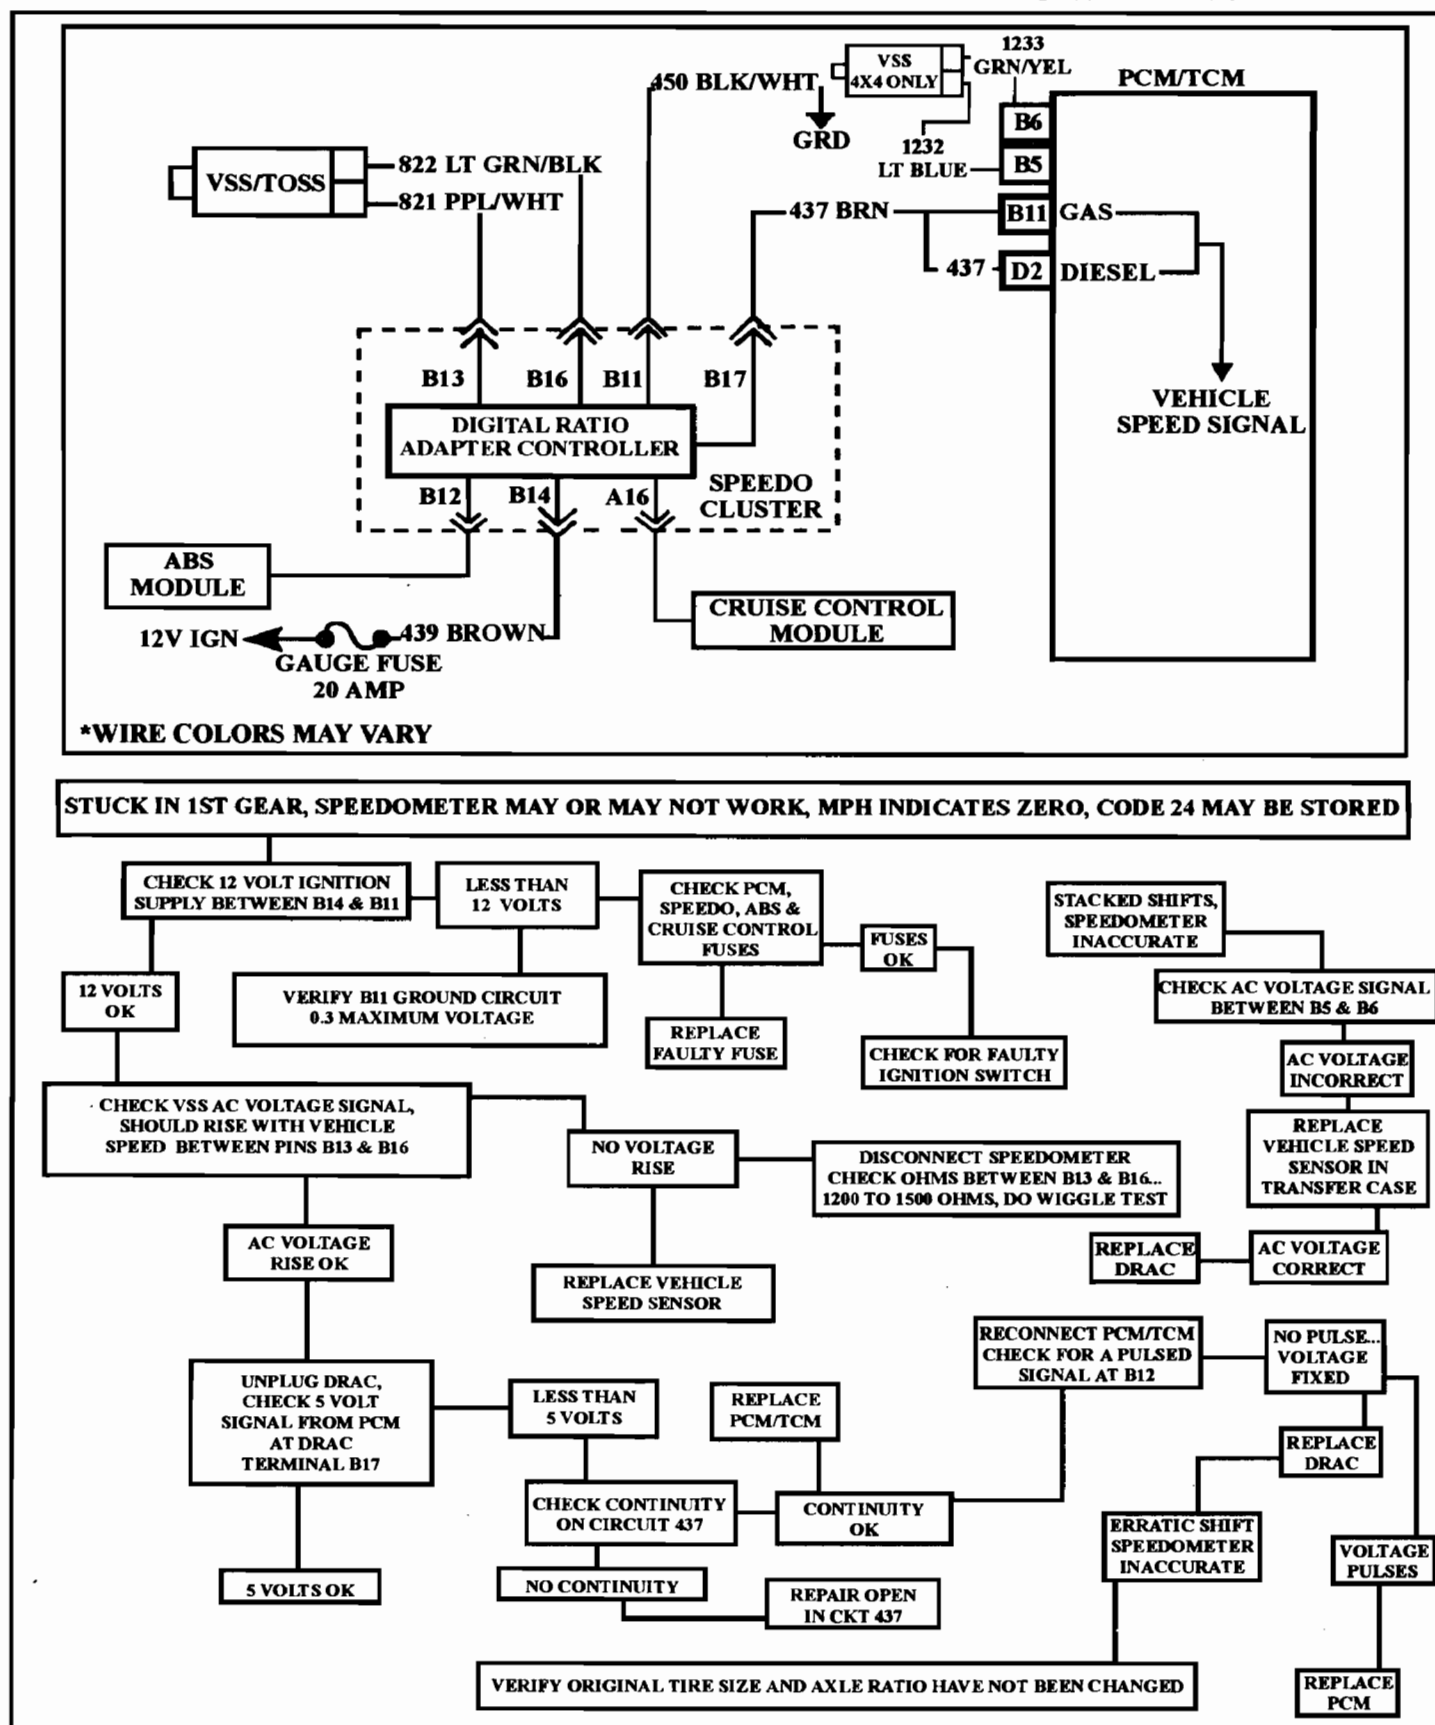 1233
GRN/YEL
VSS
4X4 ONLY
450 BLK/WHT
PCM/TCM
GRD
B6
1232
LT BLUE
B5
VSS/TOSS
822 LT GRN/BLK
821 PPL/WHT
437 BRN
B11
GAS
437
D2
DIESEL
B13
B16
B11
B17
VEHICLE
SPEED SIGNAL
DIGITAL RATIO
ADAPTER CONTROLLER
B12
B14
A16
SPEEDO
CLUSTER
ABS
MODULE
CRUISE CONTROL
MODULE
12V IGN
439 BROWN
GAUGE FUSE
20 AMP
*WIRE COLORS MAY VARY
STUCK IN 1ST GEAR, SPEEDOMETER MAY OR MAY NOT WORK, MPH INDICATES ZERO, CODE 24 MAY BE STORED
CHECK 12 VOLT IGNITION
SUPPLY BETWEEN B14 & B11
LESS THAN
12 VOLTS
CHECK PCM,
SPEEDO, ABS &
CRUISE CONTROL
FUSES
FUSES
OK
STACKED SHIFTS,
SPEEDOMETER
INACCURATE
12 VOLTS
OK
VERIFY B11 GROUND CIRCUIT
0.3 MAXIMUM VOLTAGE
REPLACE
FAULTY FUSE
CHECK FOR FAULTY
IGNITION SWITCH
CHECK AC VOLTAGE SIGNAL
BETWEEN B5 & B6
AC VOLTAGE
INCORRECT
CHECK VSS AC VOLTAGE SIGNAL,
SHOULD RISE WITH VEHICLE
SPEED BETWEEN PINS B13 & B16
NO VOLTAGE
RISE
DISCONNECT SPEEDOMETER
CHECK OHMS BETWEEN B13 & B16...
1200 TO 1500 OHMS, DO WIGGLE TEST
REPLACE
VEHICLE SPEED
SENSOR IN
TRANSFER CASE
AC VOLTAGE
RISE OK
REPLACE VEHICLE
SPEED SENSOR
REPLACE
DRAC
AC VOLTAGE
CORRECT
RECONNECT PCM/TCM
CHECK FOR A PULSED
SIGNAL AT B12
NO PULSE...
VOLTAGE
FIXED
UNPLUG DRAC,
CHECK 5 VOLT
SIGNAL FROM PCM
AT DRAC
TERMINAL B17
LESS THAN
5 VOLTS
REPLACE
PCM/TCM
REPLACE
DRAC
CHECK CONTINUITY
ON CIRCUIT 437
CONTINUITY
OK
ERRATIC SHIFT
SPEEDOMETER
INACCURATE
VOLTAGE
PULSES
5 VOLTS OK
NO CONTINUITY
REPAIR OPEN
IN CKT 437
VERIFY ORIGINAL TIRE SIZE AND AXLE RATIO HAVE NOT BEEN CHANGED
REPLACE
PCM